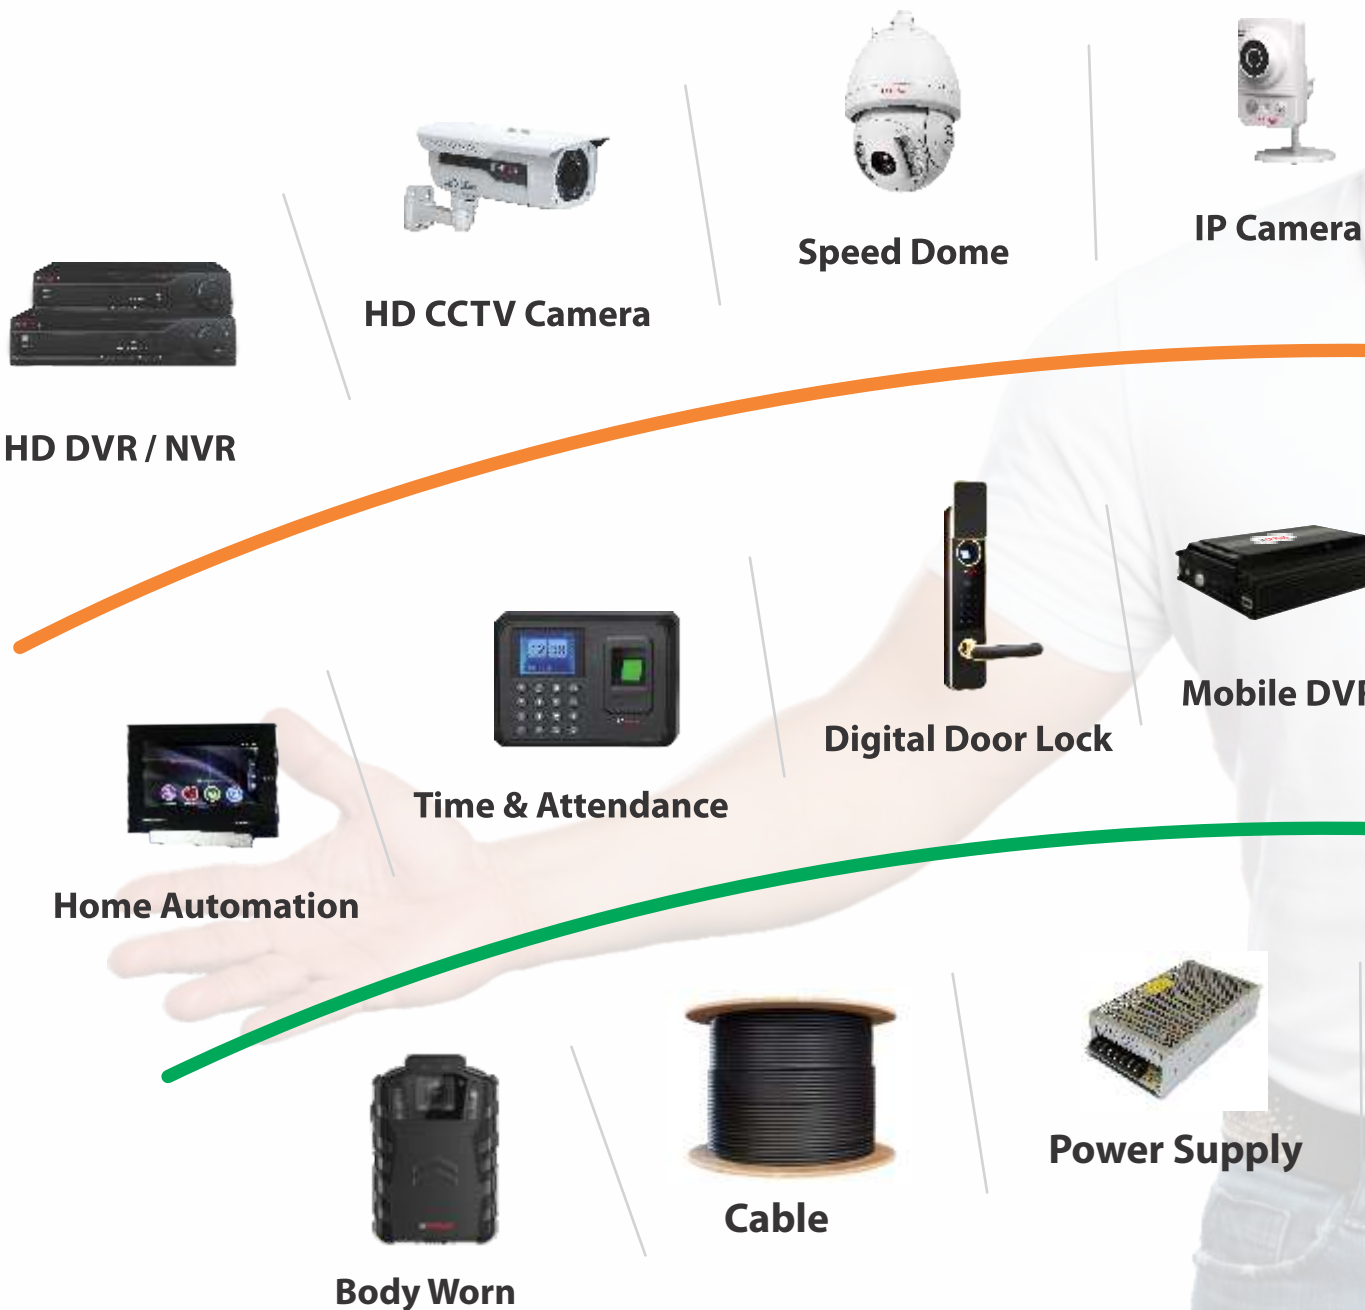 HD DVR / NVR
HD CCTV Camera
Speed Dome
IP Camera
Home Automation
Time & Attendance
Digital Door Lock
Mobile DVR
Body Worn
Cable
Power Supply